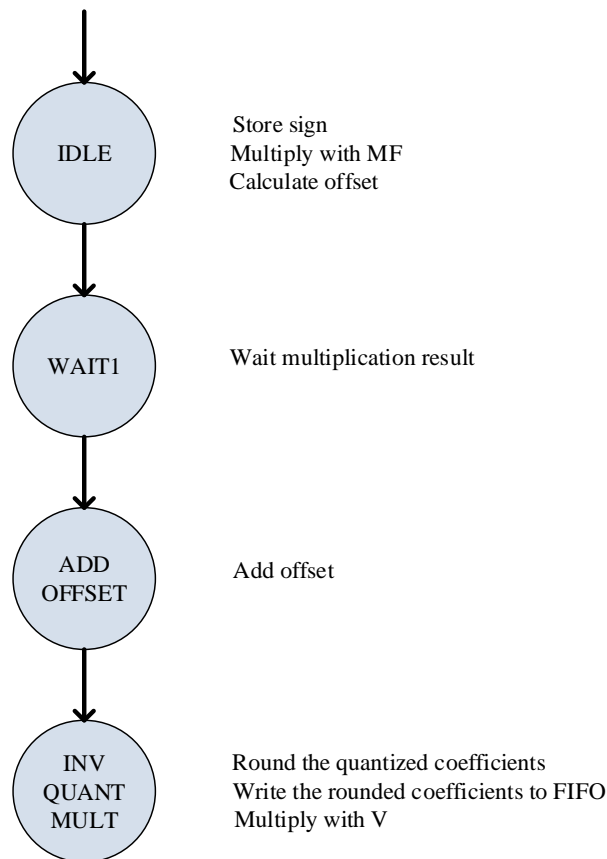 IDLE
Store sign
Multiply with MF
Calculate offset
WAIT1
Wait multiplication result
ADD
OFFSET
Add offset
INV
QUANT
MULT
Round the quantized coefficients
Write the rounded coefficients to FIFO
Multiply with V